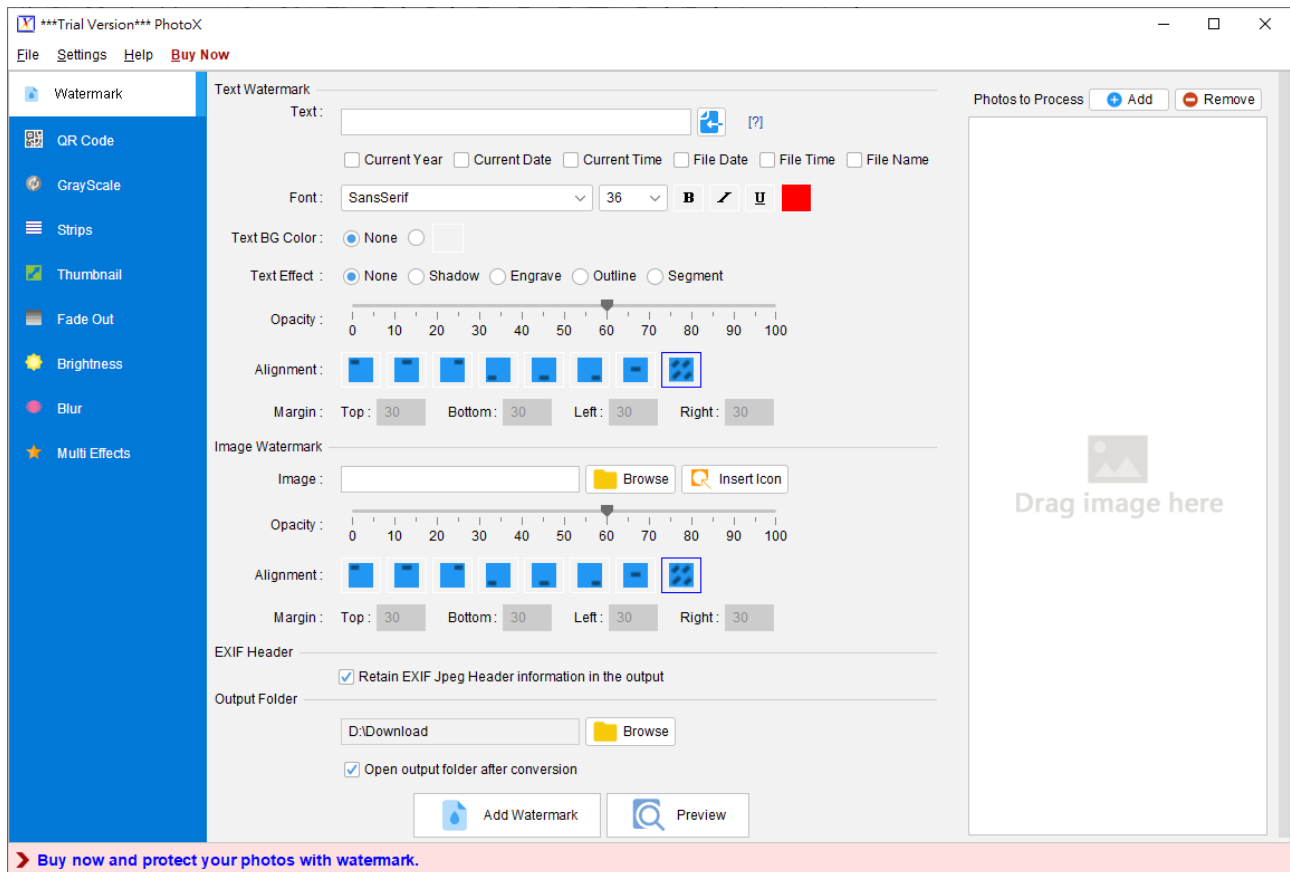 ***Trial Version*** PhotoX
File Settings Help Buy Now
Watermark
QR Code
GrayScale
Strips
Thumbnail
Fade Out
Brightness
Blur
Multi Effects
Text Watermark
Text :
[?]
Current Year Current Date Current Time File Date File Time File Name
Font : SansSerif 36 B I U
Text BG Color : None
Text Effect : None Shadow Engrave Outline Segment
Opacity :
0 10 20 30 40 50 60 70 80 90 100
Alignment :
Margin : Top : 30 Bottom : 30 Left : 30 Right : 30
Image Watermark
Image : Browse Insert Icon
Opacity :
0 10 20 30 40 50 60 70 80 90 100
Alignment :
Margin : Top : 30 Bottom : 30 Left : 30 Right : 30
EXIF Header
Retain EXIF Jpeg Header information in the output
Output Folder
D:\Download Browse
Open output folder after conversion
Add Watermark Preview
Photos to Process Add Remove
Drag image here
Buy now and protect your photos with watermark.